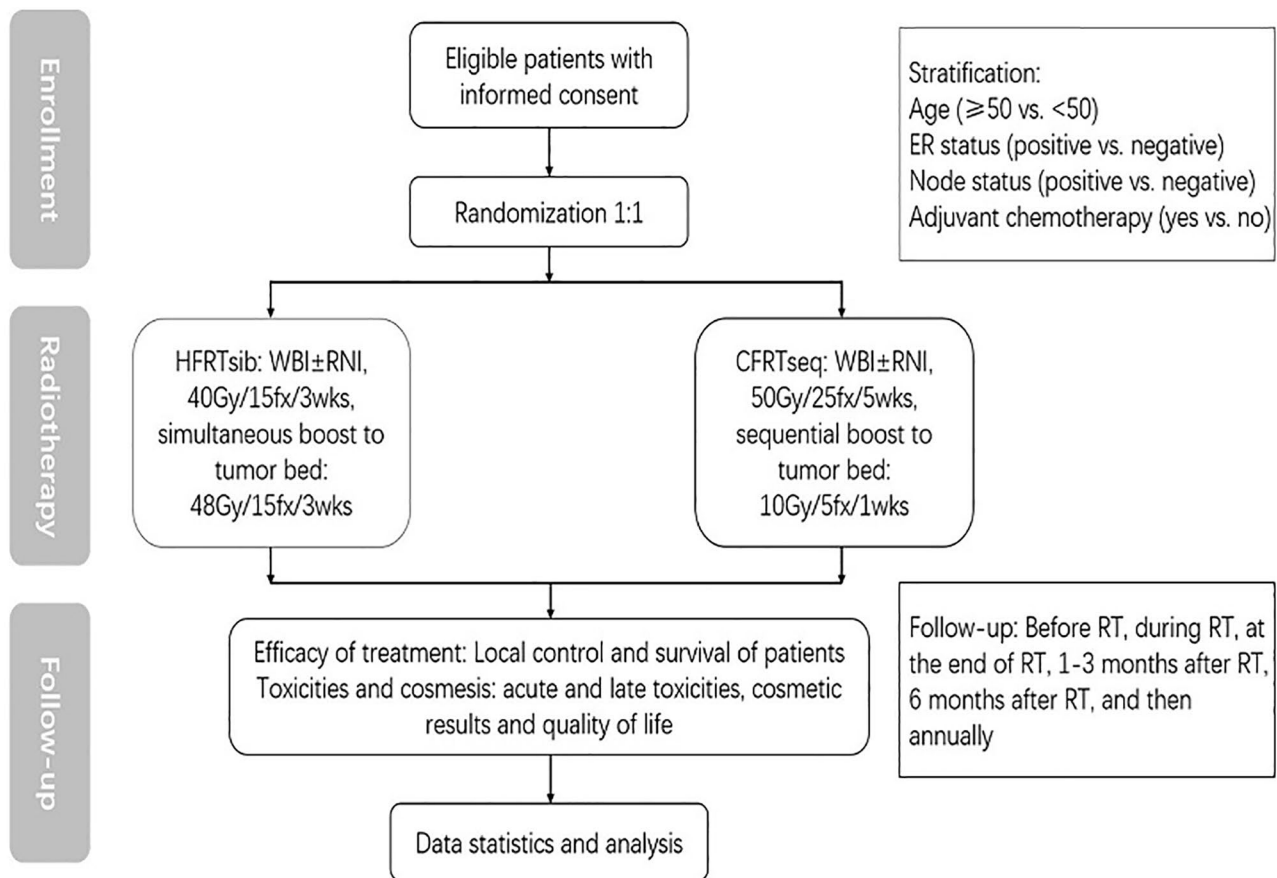 Enrollment
Eligible patients with
informed consent
Randomization 1:1
Stratification:
Age (≥50 vs. <50)
ER status (positive vs. negative)
Node status (positive vs. negative)
Adjuvant chemotherapy (yes vs. no)
Radiotherapy
HFRTsib: WBI±RNI,
40Gy/15fx/3wks,
simultaneous boost to
tumor bed:
48Gy/15fx/3wks
CFRTseq: WBI±RNI,
50Gy/25fx/5wks,
sequential boost to
tumor bed:
10Gy/5fx/1wks
Follow-up
Efficacy of treatment: Local control and survival of patients
Toxicities and cosmesis: acute and late toxicities, cosmetic
results and quality of life
Follow-up: Before RT, during RT, at
the end of RT, 1-3 months after RT,
6 months after RT, and then
annually
Data statistics and analysis